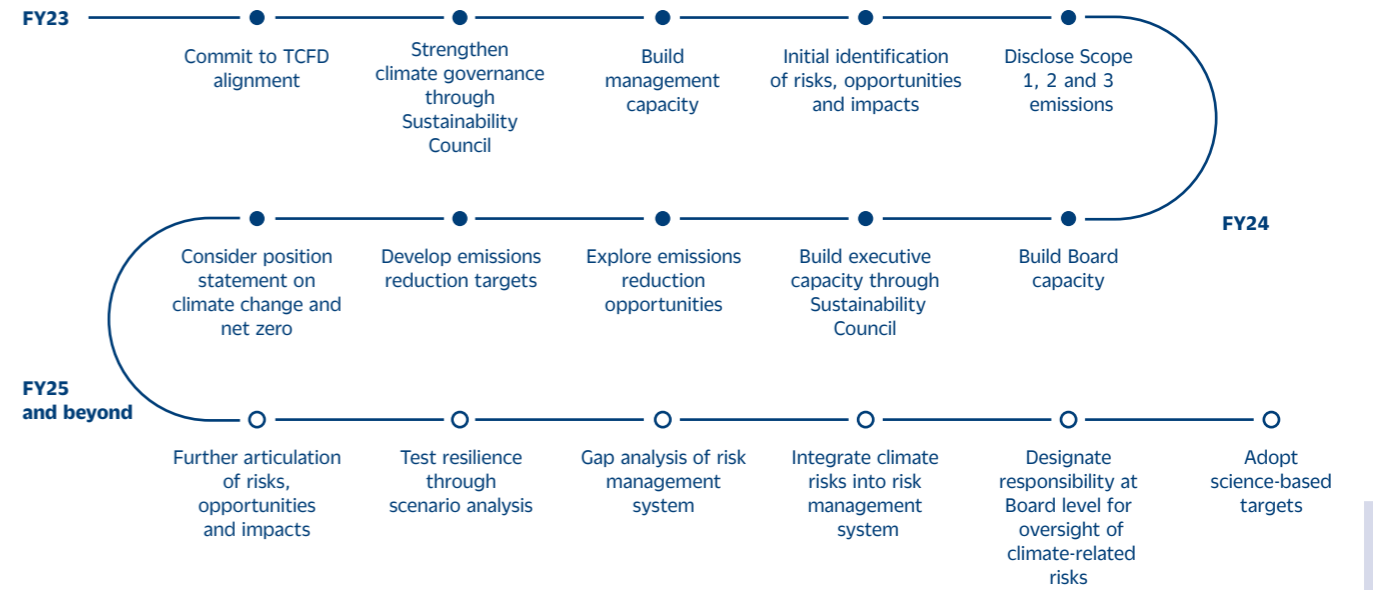 FY23
Commit to TCFD
alignment
Strengthen
climate governance
through
Sustainability
Council
Build
management
capacity
Initial identification
of risks, opportunities
and impacts
Disclose Scope
1, 2 and 3
emissions
FY24
Build Board
capacity
Build executive
capacity through
Sustainability
Council
Explore emissions
reduction
opportunities
Develop emissions
reduction targets
Consider position
statement on
climate change and
net zero
FY25
and beyond
Further articulation
of risks,
opportunities
and impacts
Test resilience
through
scenario analysis
Gap analysis of risk
management
system
Integrate climate
risks into risk
management
system
Designate
responsibility at
Board level for
oversight of
climate-related
risks
Adopt
science-based
targets